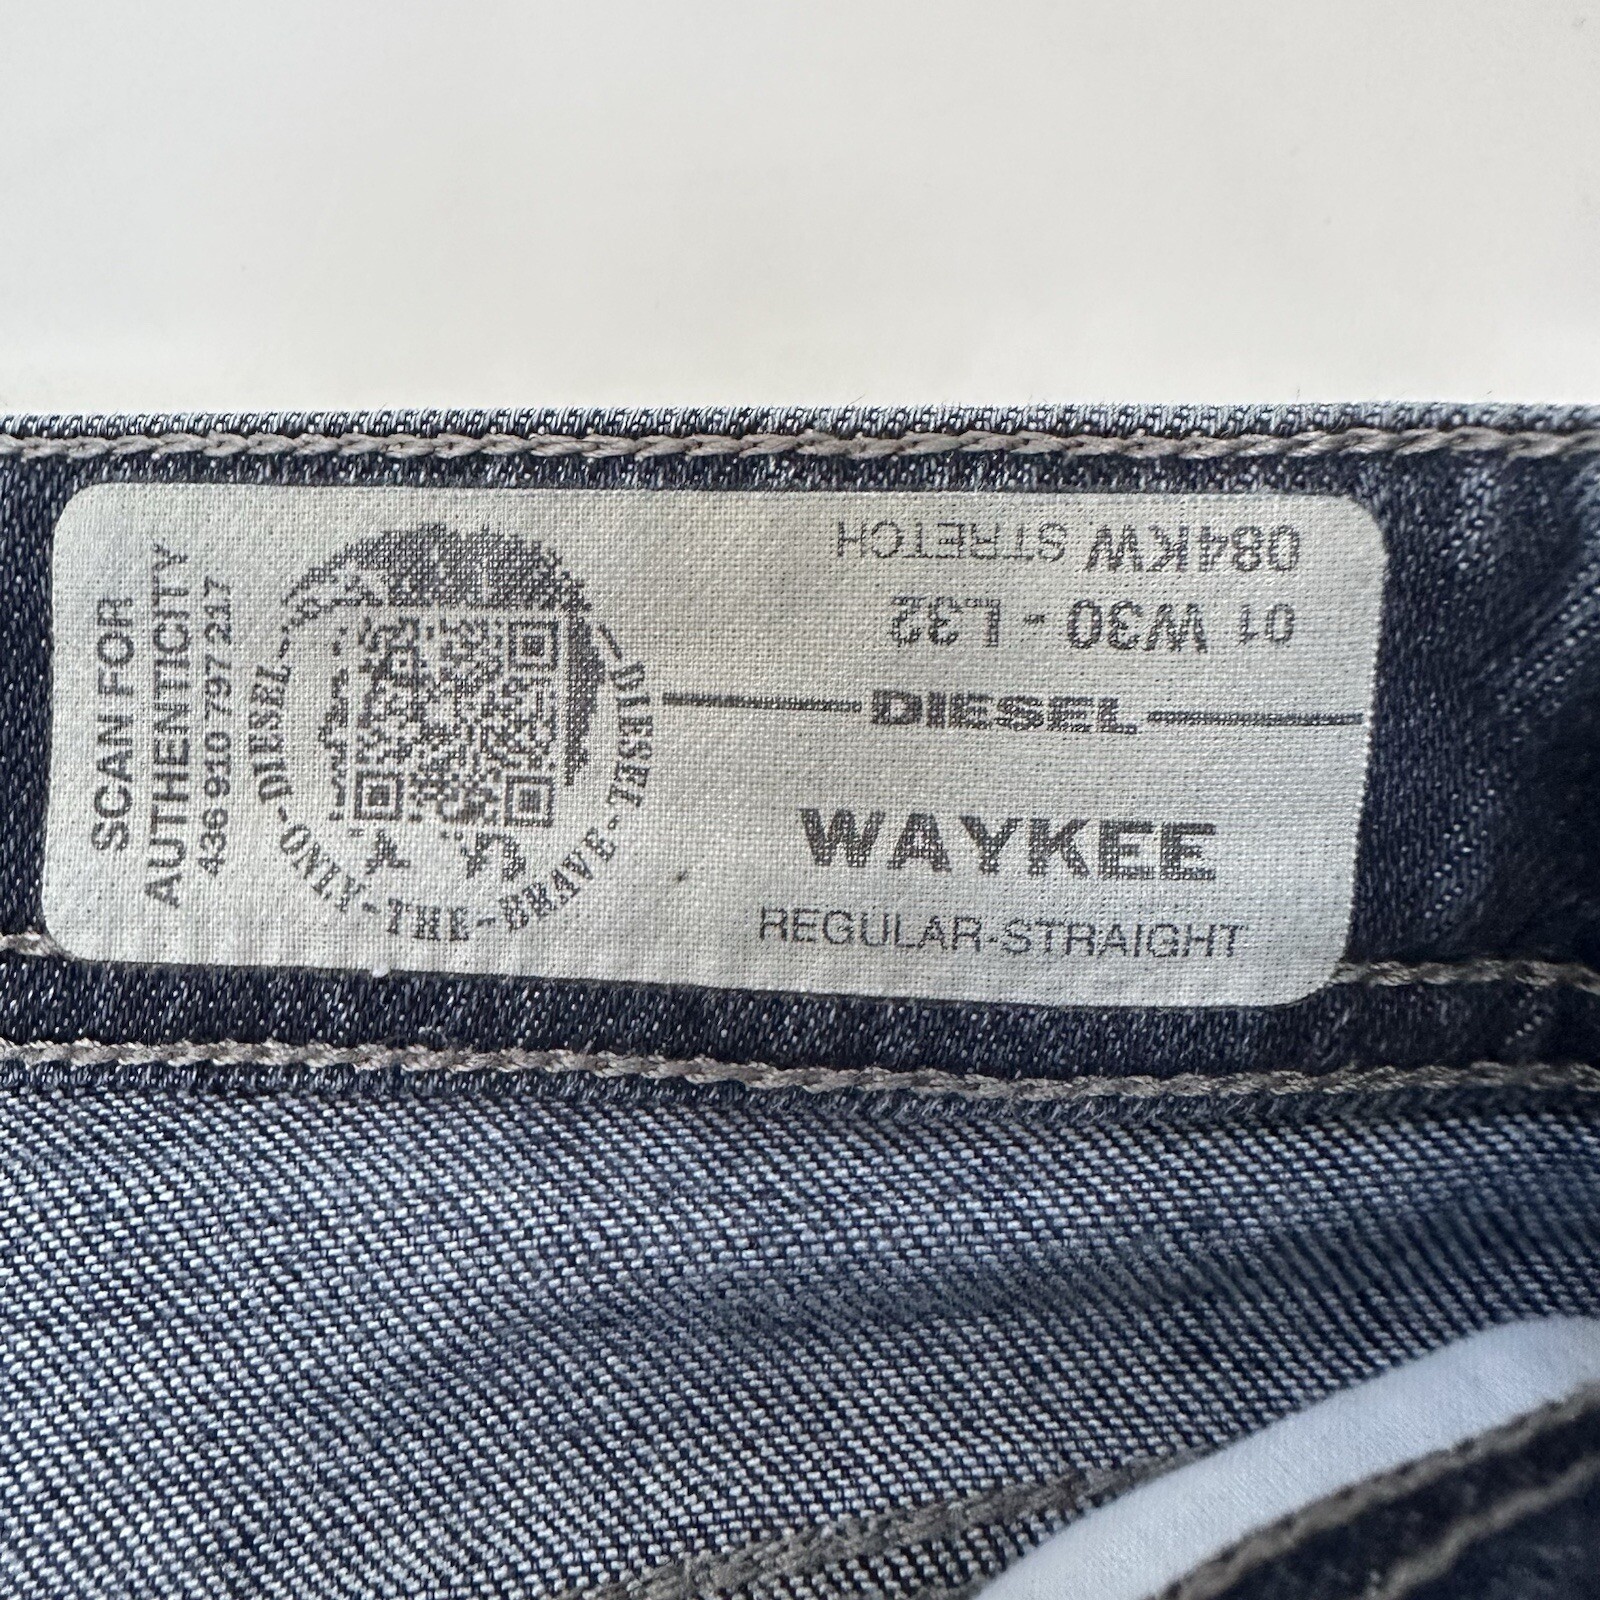 SCAN FOR
AUTHENTICITY
436 910 797 217
DIESEL-ONLY-THE-BRAVE-DIESEL
084KW STRETCH
01 W30 - L32
DIESEL
WAYKEE
REGULAR-STRAIGHT